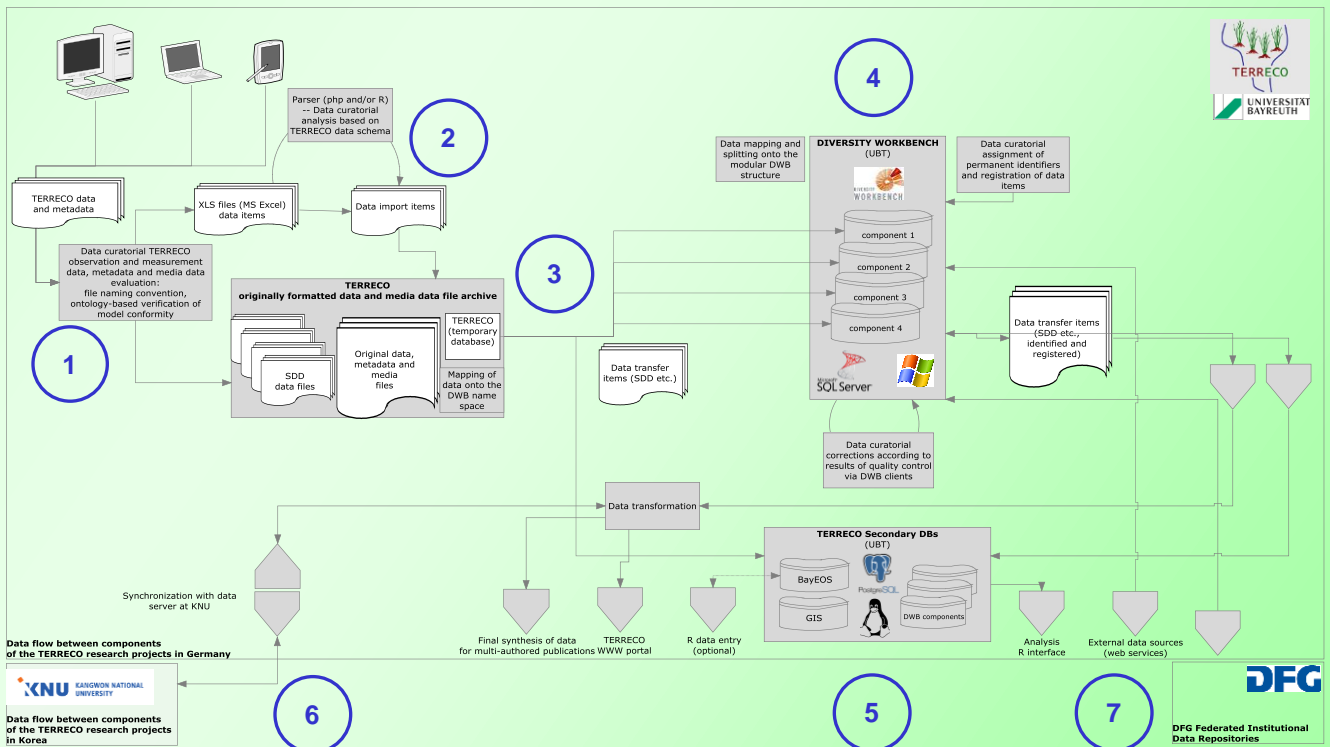 4
TERRECO
UNIVERSITÄT
BAYREUTH
Parser (php and/or R)
-- Data curatorial
analysis based on
TERRECO data schema
2
Data mapping and
splitting onto the
modular DWB
structure
DIVERSITY WORKBENCH
(UBT)
DIVERSITY
WORKBENCH
Data curatorial
assignment of
permanent identifiers
and registration of data
items
TERRECO data
and metadata
XLS files (MS Excel)
data items
Data import items
component 1
component 2
component 3
component 4
Data curatorial TERRECO
observation and measurement
data, metadata and media data
evaluation:
file naming convention,
ontology-based verification of
model conformity
3
TERRECO
originally formatted data and media data file archive
TERRECO
(temporary
database)
Original data,
metadata and
media
files
SDD
data files
Mapping of
data onto the
DWB name
space
1
Data transfer
items (SDD etc.)
Data transfer items
(SDD etc.,
identified and
registered)
Microsoft
SQL Server
Data curatorial
corrections according to
results of quality control
via DWB clients
Data transformation
TERRECO Secondary DBs
(UBT)
BayEOS
PostgreSQL
GIS
DWB components
Synchronization with data
server at KNU
Final synthesis of data
for multi-authored publications
TERRECO
WWW portal
R data entry
(optional)
Analysis
R interface
External data sources
(web services)
Data flow between components
of the TERRECO research projects in Germany
KNU KANGWON NATIONAL
UNIVERSITY
Data flow between components
of the TERRECO research projects
in Korea
6
5
7
DFG
DFG Federated Institutional
Data Repositories